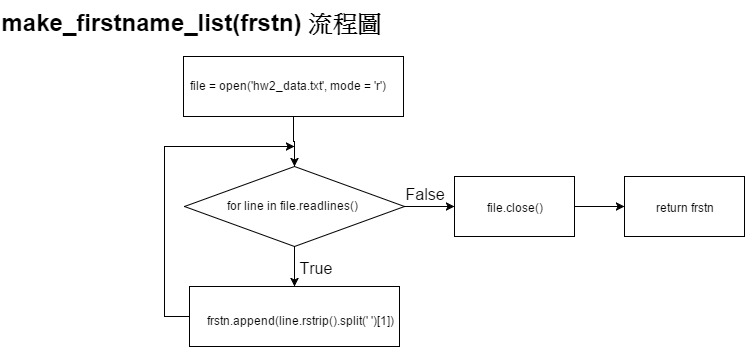 make_firstname_list(frstn) 流程圖
file = open('hw2_data.txt', mode = 'r')
for line in file.readlines()
False
file.close()
return frstn
True
frstn.append(line.rstrip().split(' ')[1])